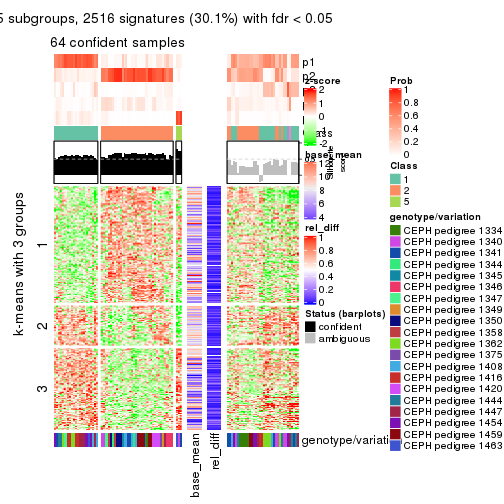 5 subgroups, 2516 signatures (30.1%) with fdr < 0.05
64 confident samples
k-means with 3 groups
1
2
3
p1
p2
z-score
2
1
0
-1
-2
base_mean
12
10
8
6
4
rel_diff
1
0.8
0.6
0.4
0.2
0
Status (barplots)
confident
ambiguous
genotype/variation
base_mean
rel_diff
Prob
1
0.8
0.6
0.4
0.2
0
Class
1
2
5
genotype/variation
CEPH pedigree 1334
CEPH pedigree 1340
CEPH pedigree 1341
CEPH pedigree 1344
CEPH pedigree 1345
CEPH pedigree 1346
CEPH pedigree 1347
CEPH pedigree 1349
CEPH pedigree 1350
CEPH pedigree 1358
CEPH pedigree 1362
CEPH pedigree 1375
CEPH pedigree 1408
CEPH pedigree 1416
CEPH pedigree 1420
CEPH pedigree 1444
CEPH pedigree 1447
CEPH pedigree 1454
CEPH pedigree 1459
CEPH pedigree 1463